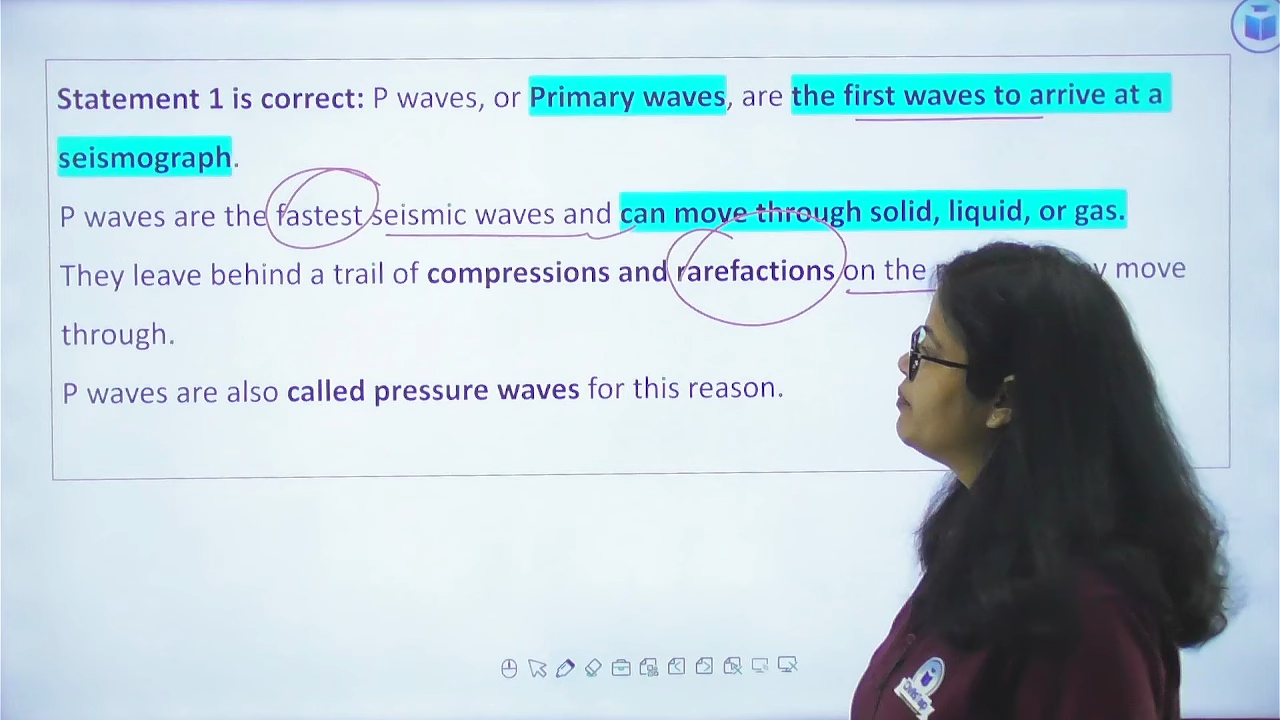 Statement 1 is correct: P waves, or Primary waves, are the first waves to arrive at a
seismograph.
P waves are the fastest seismic waves and can move through solid, liquid, or gas.
They leave behind a trail of compressions and rarefactions on the move
through.
P waves are also called pressure waves for this reason.